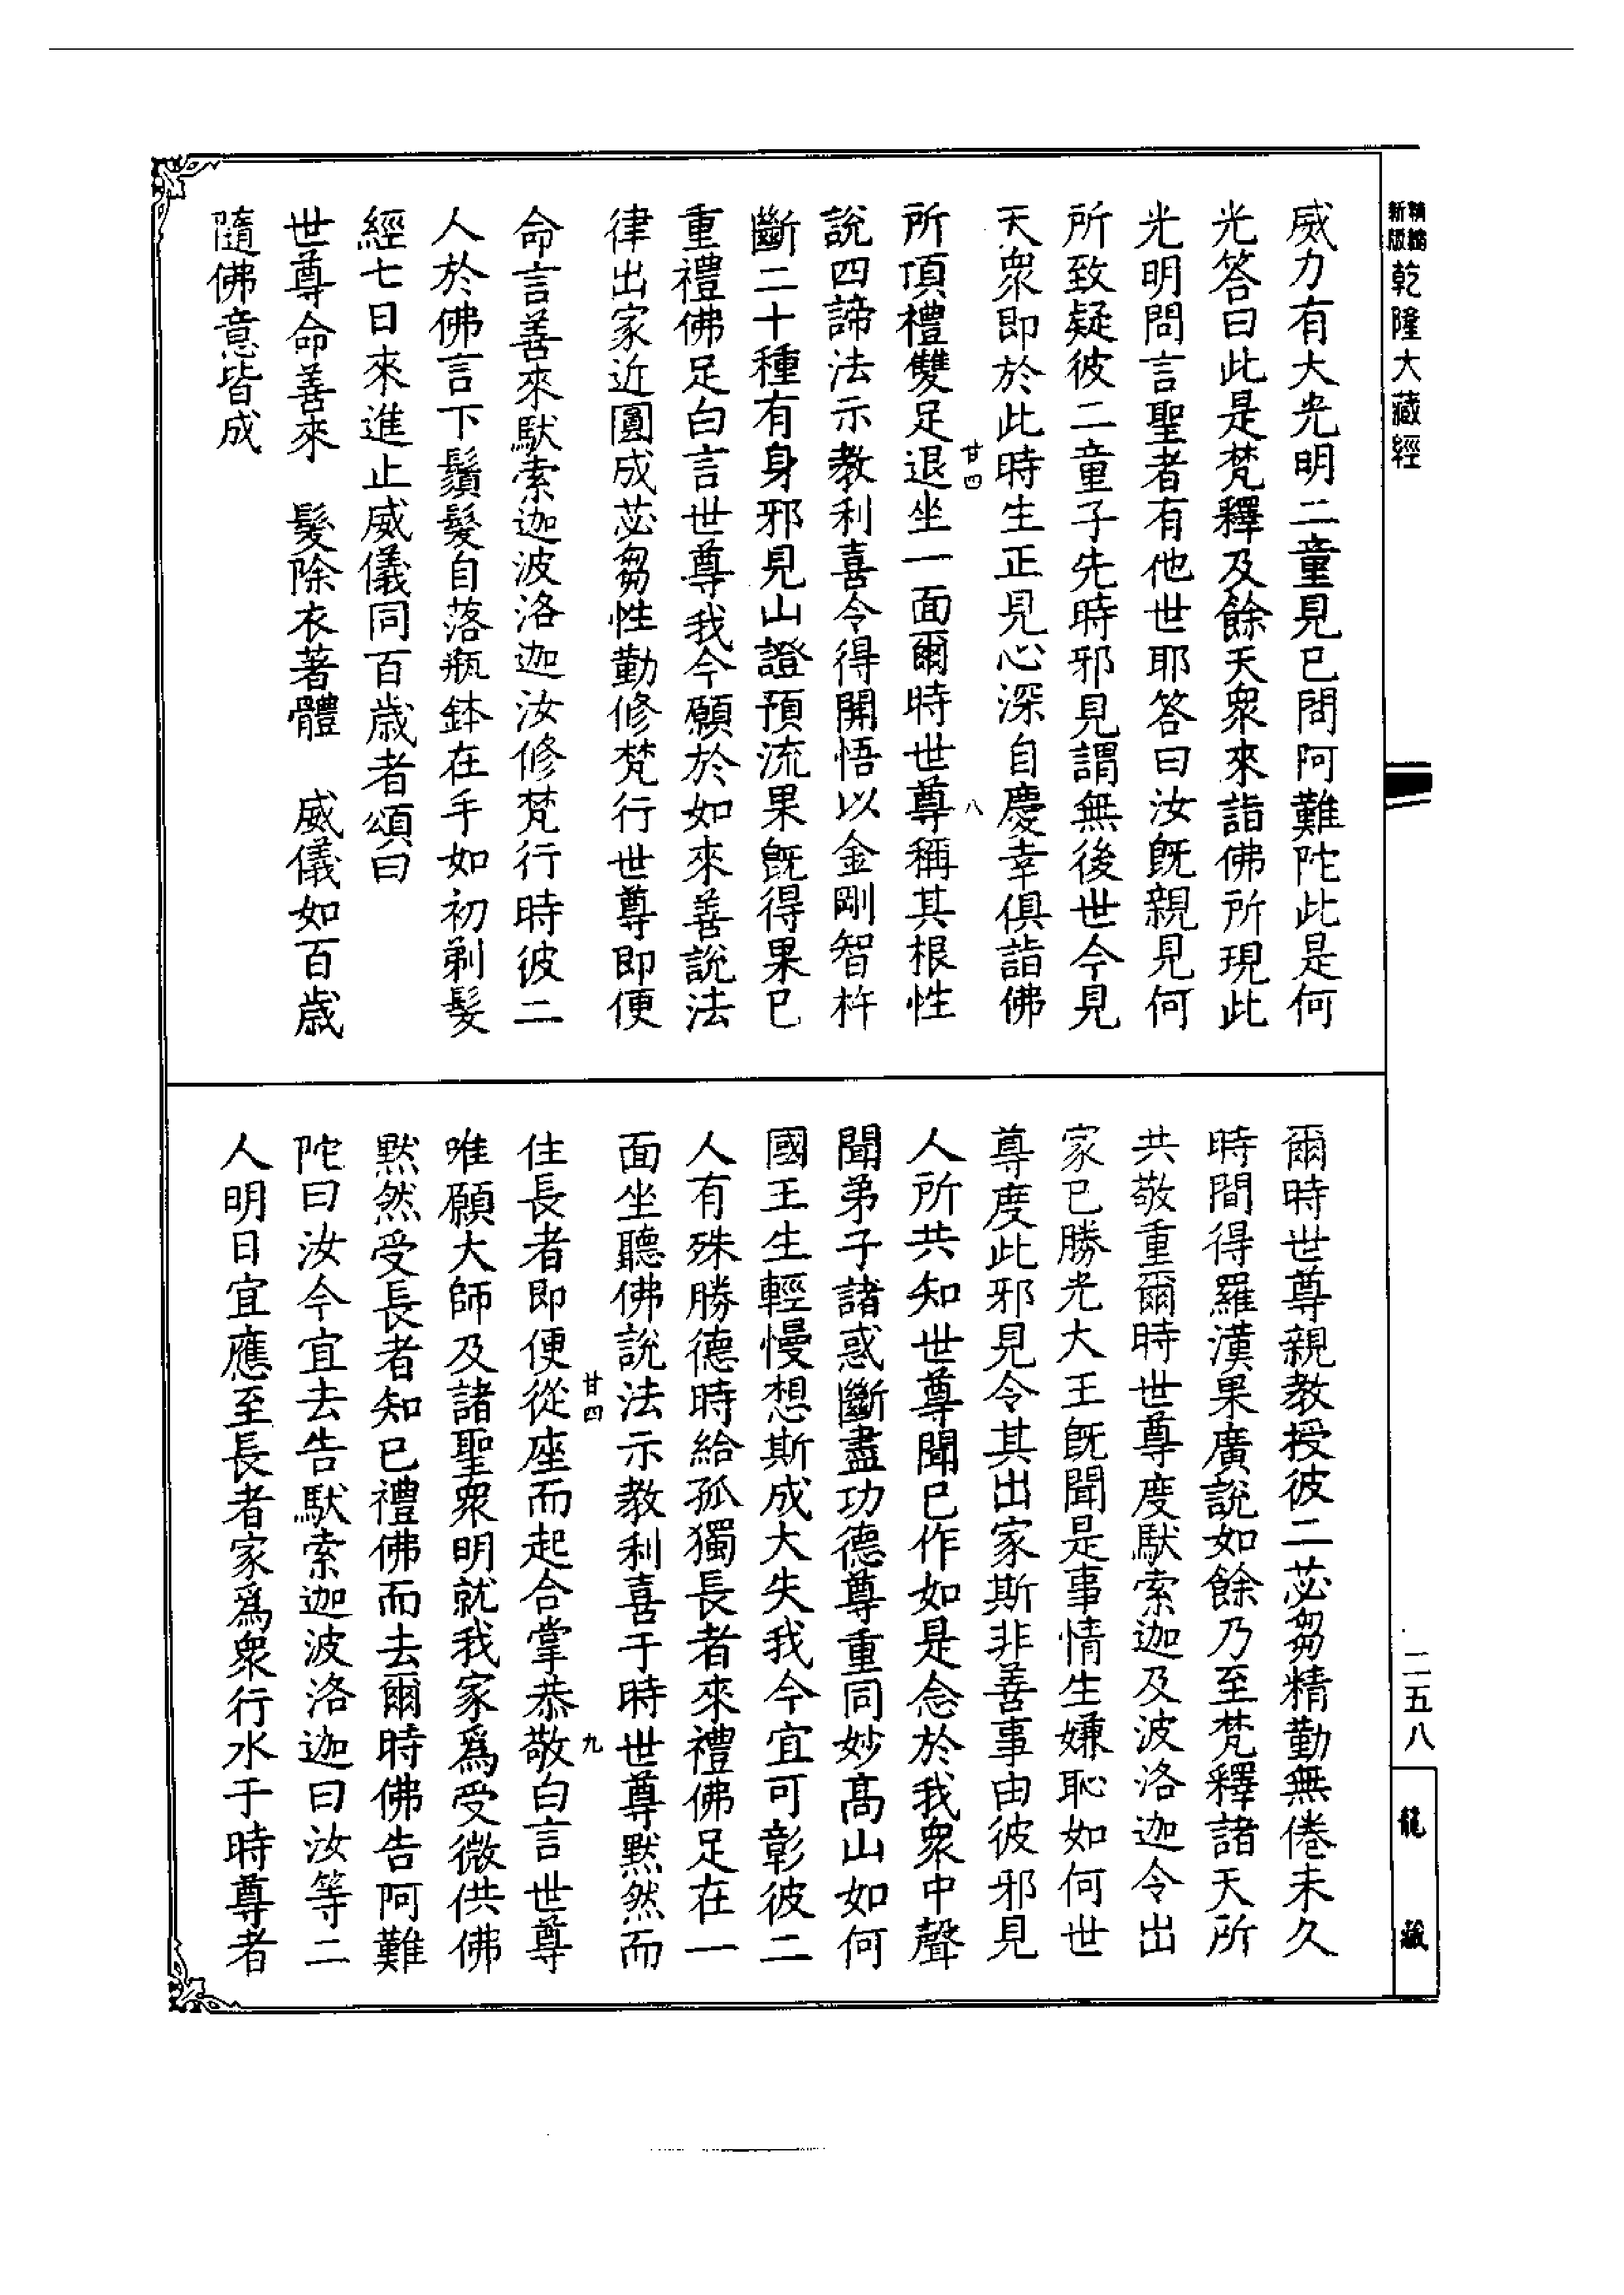 精縮
新版
乾隆大藏經
威力有大光明二童見已問阿難陀此是何
光答曰此是梵釋及餘天衆來詣佛所現此
光明問言聖者有他世耶答曰汝既親見何
所致疑彼二童子先時邪見謂無後世今見
天衆即於此時生正見心深自慶幸俱詣佛
甘四 八
所頂禮雙足退坐一面爾時世尊稱其根性
說四諦法示教利喜令得開悟以金剛智杵
斷二十種有身邪見山證預流果既得果已
重禮佛足白言世尊我今願於如來善說法
律出家近圓成苾芻性勤修梵行世尊即便
命言善來馱索迦波洛迦汝修梵行時彼二
人於佛言下鬚髮自落瓶鉢在手如初剃髮
經七日來進止威儀同百歲者頌曰
世尊命善來 髮除衣著體 威儀如百歲
隨佛意皆成
爾時世尊親教授彼二苾芻精勤無倦未久
時間得羅漢果廣說如餘乃至梵釋諸天所
共敬重爾時世尊度馱索迦及波洛迦令出
家已勝光大王既聞是事情生嫌恥如何世
尊度此邪見令其出家斯非善事由彼邪見
人所共知世尊聞已作如是念於我衆中聲
聞弟子諸惑斷盡功德尊重同妙高山如何
國王生輕慢想斯成大失我今宜可彰彼二
人有殊勝德時給孤獨長者來禮佛足在一
面坐聽佛說法示教利喜于時世尊默然而
甘四 九
住長者即便從座而起合掌恭敬白言世尊
唯願大師及諸聖衆明就我家爲受微供佛
默然受長者知已禮佛而去爾時佛告阿難
陀曰汝今宜去告馱索迦波洛迦曰汝等二
人明日宜應至長者家爲衆行水于時尊者
二五八
龍藏